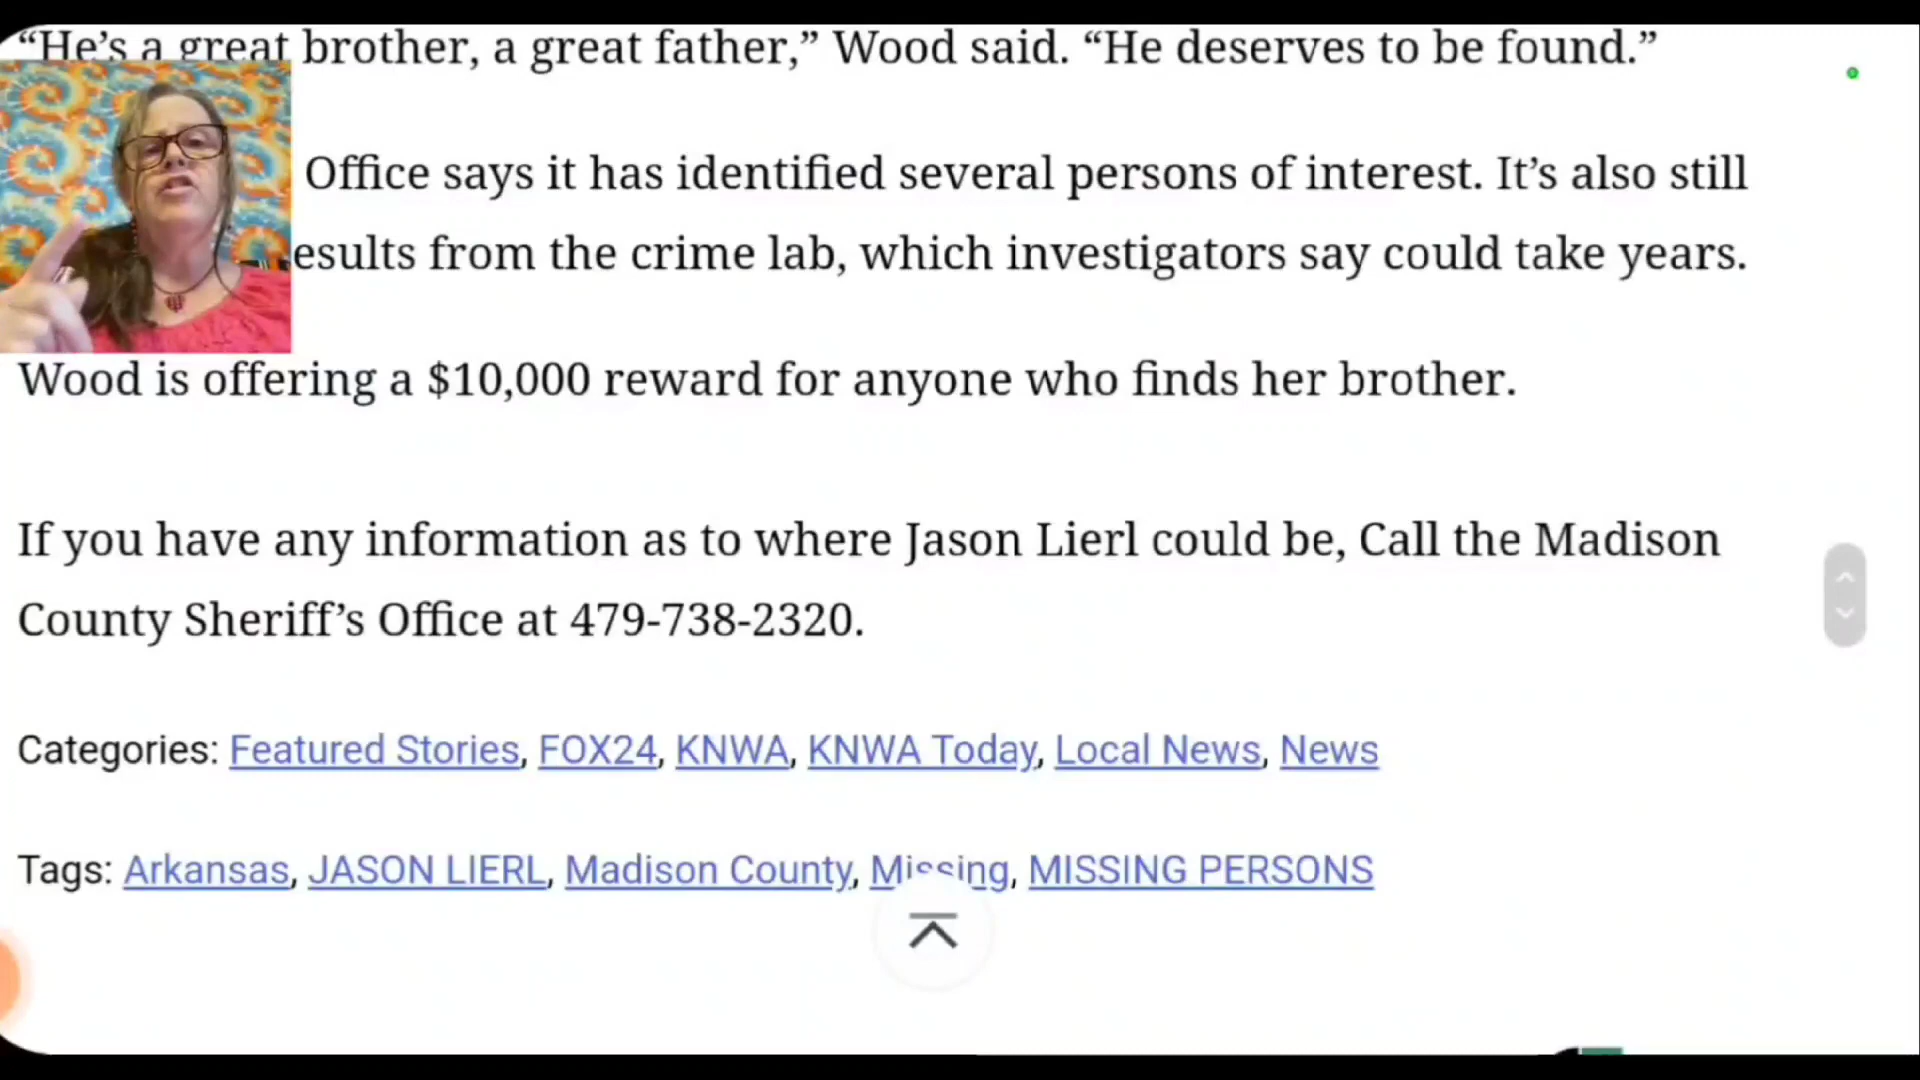 “He’s a great brother, a great father,” Wood said. “He deserves to be found.”
Office says it has identified several persons of interest. It’s also still
esults from the crime lab, which investigators say could take years.
Wood is offering a $10,000 reward for anyone who finds her brother.
If you have any information as to where Jason Lierl could be, Call the Madison
County Sheriff’s Office at 479-738-2320.
Categories: Featured Stories, FOX24, KNWA, KNWA Today, Local News, News
Tags: Arkansas, JASON LIERL, Madison County, Missing, MISSING PERSONS